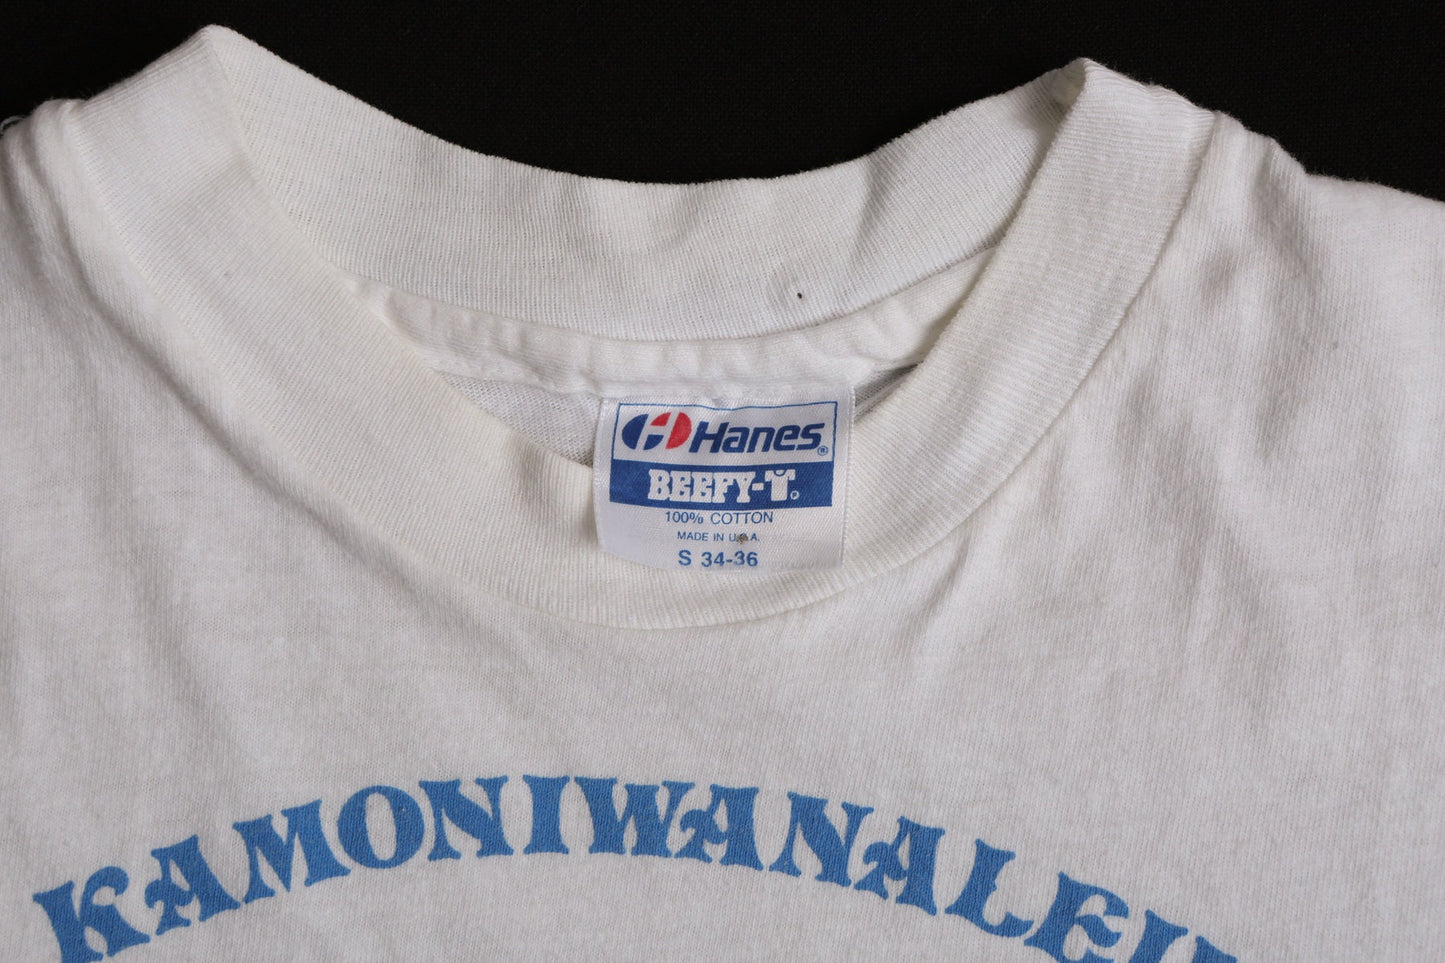 Hanes®
BEEFY-T®
100% COTTON
MADE IN U.S.A.
S 34-36
KAMONIWANALEI